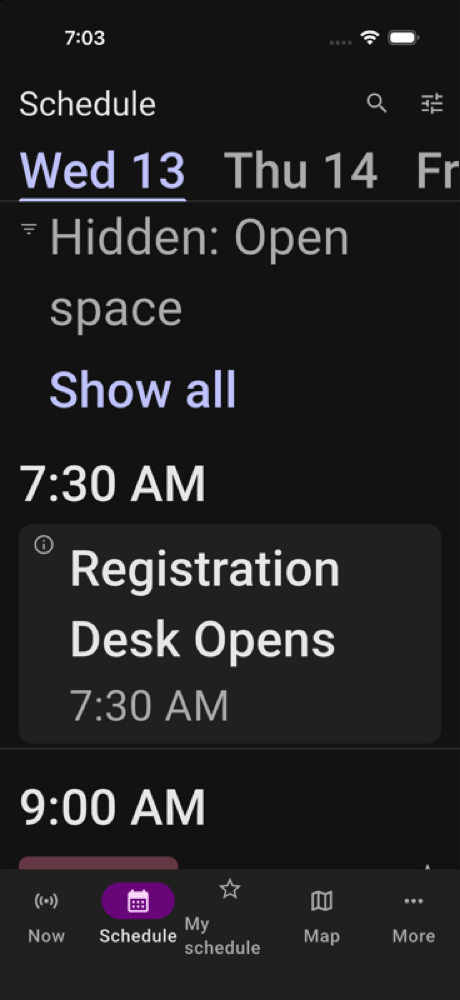 7:03
Schedule
Wed 13
Thu 14
Fr
Hidden: Open
space
Show all
7:30 AM
Registration
Desk Opens
7:30 AM
9:00 AM
Now
Schedule
My
schedule
Map
More